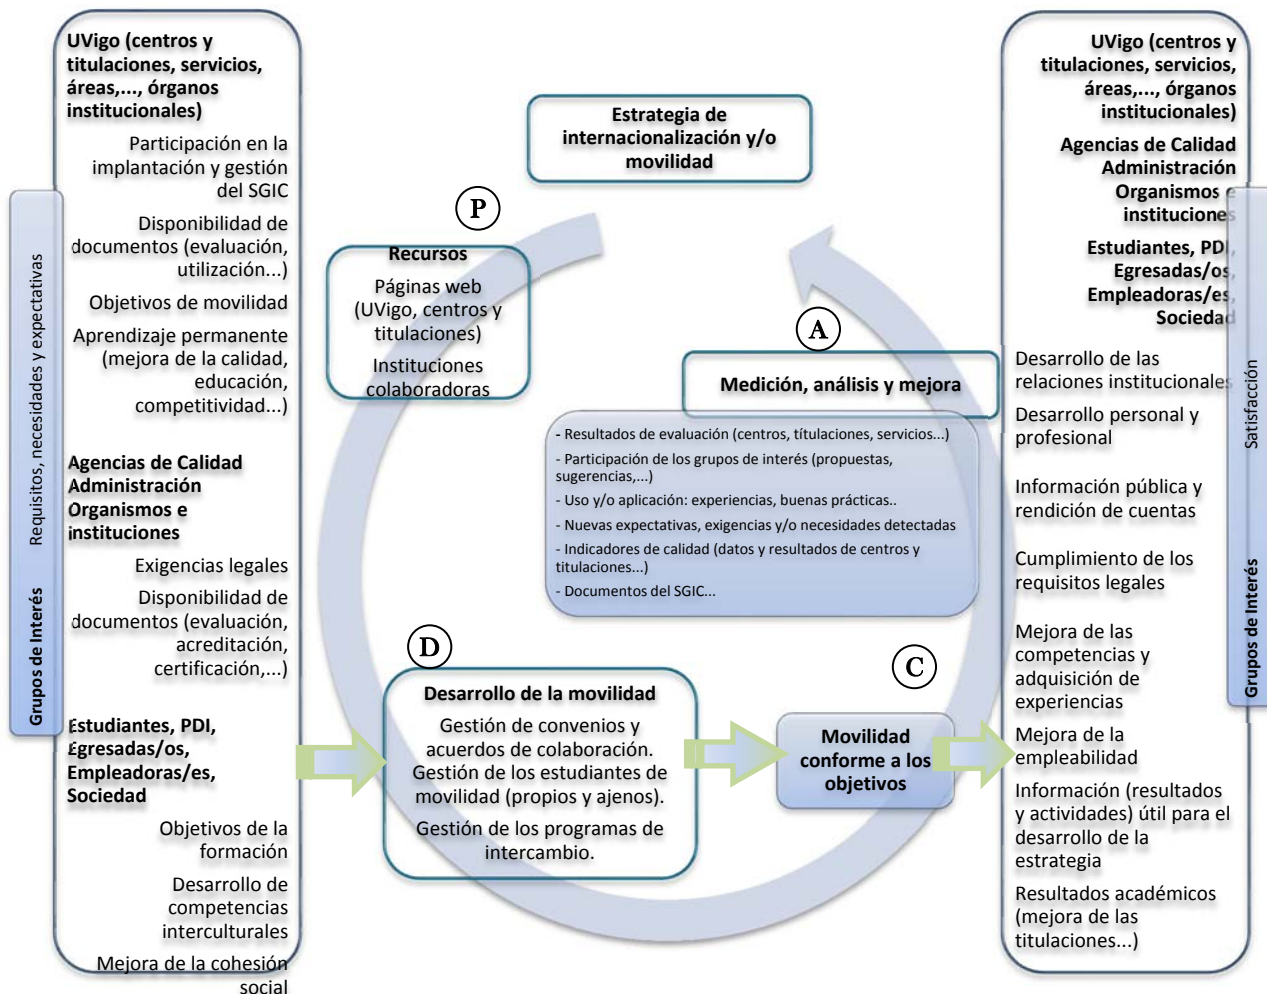 UVigo (centros y
titulaciones, servicios,
áreas,..., órganos
institucionales)
Participación en la
implantación y gestión
del SGIC
Disponibilidad de
documentos (evaluación,
utilización...)
Objetivos de movilidad
Aprendizaje permanente
(mejora de la calidad,
educación,
competitividad...)
Agencias de Calidad
Administración
Organismos e
instituciones
Exigencias legales
Disponibilidad de
documentos (evaluación,
acreditación,
certificación,...)
Estudiantes, PDI,
Egresadas/os,
Empleadoras/es,
Sociedad
Objetivos de la
formación
Desarrollo de
competencias
interculturales
Mejora de la cohesión
social
Grupos de Interés
Requisitos, necesidades y expectativas
Estrategia de
internacionalización y/o
movilidad
P
Recursos
Páginas web
(UVigo, centros y
titulaciones)
Instituciones
colaboradoras
A
Medición, análisis y mejora
- Resultados de evaluación (centros, títulaciones, servicios...)
- Participación de los grupos de interés (propuestas,
sugerencias,...)
- Uso y/o aplicación: experiencias, buenas prácticas..
- Nuevas expectativas, exigencias y/o necesidades detectadas
- Indicadores de calidad (datos y resultados de centros y
titulaciones...)
- Documentos del SGIC...
D
Desarrollo de la movilidad
Gestión de convenios y
acuerdos de colaboración.
Gestión de los estudiantes de
movilidad (propios y ajenos).
Gestión de los programas de
intercambio.
C
Movilidad
conforme a los
objetivos
UVigo (centros y
titulaciones, servicios,
áreas,..., órganos
institucionales)
Agencias de Calidad
Administración
Organismos e
instituciones
Estudiantes, PDI,
Egresadas/os,
Empleadoras/es,
Sociedad
Desarrollo de las
relaciones institucionales
Desarrollo personal y
profesional
Información pública y
rendición de cuentas
Cumplimiento de los
requisitos legales
Mejora de las
competencias y
adquisición de
experiencias
Mejora de la
empleabilidad
Información (resultados
y actividades) útil para el
desarrollo de la
estrategia
Resultados académicos
(mejora de las
titulaciones...)
Grupos de Interés
Satisfacción